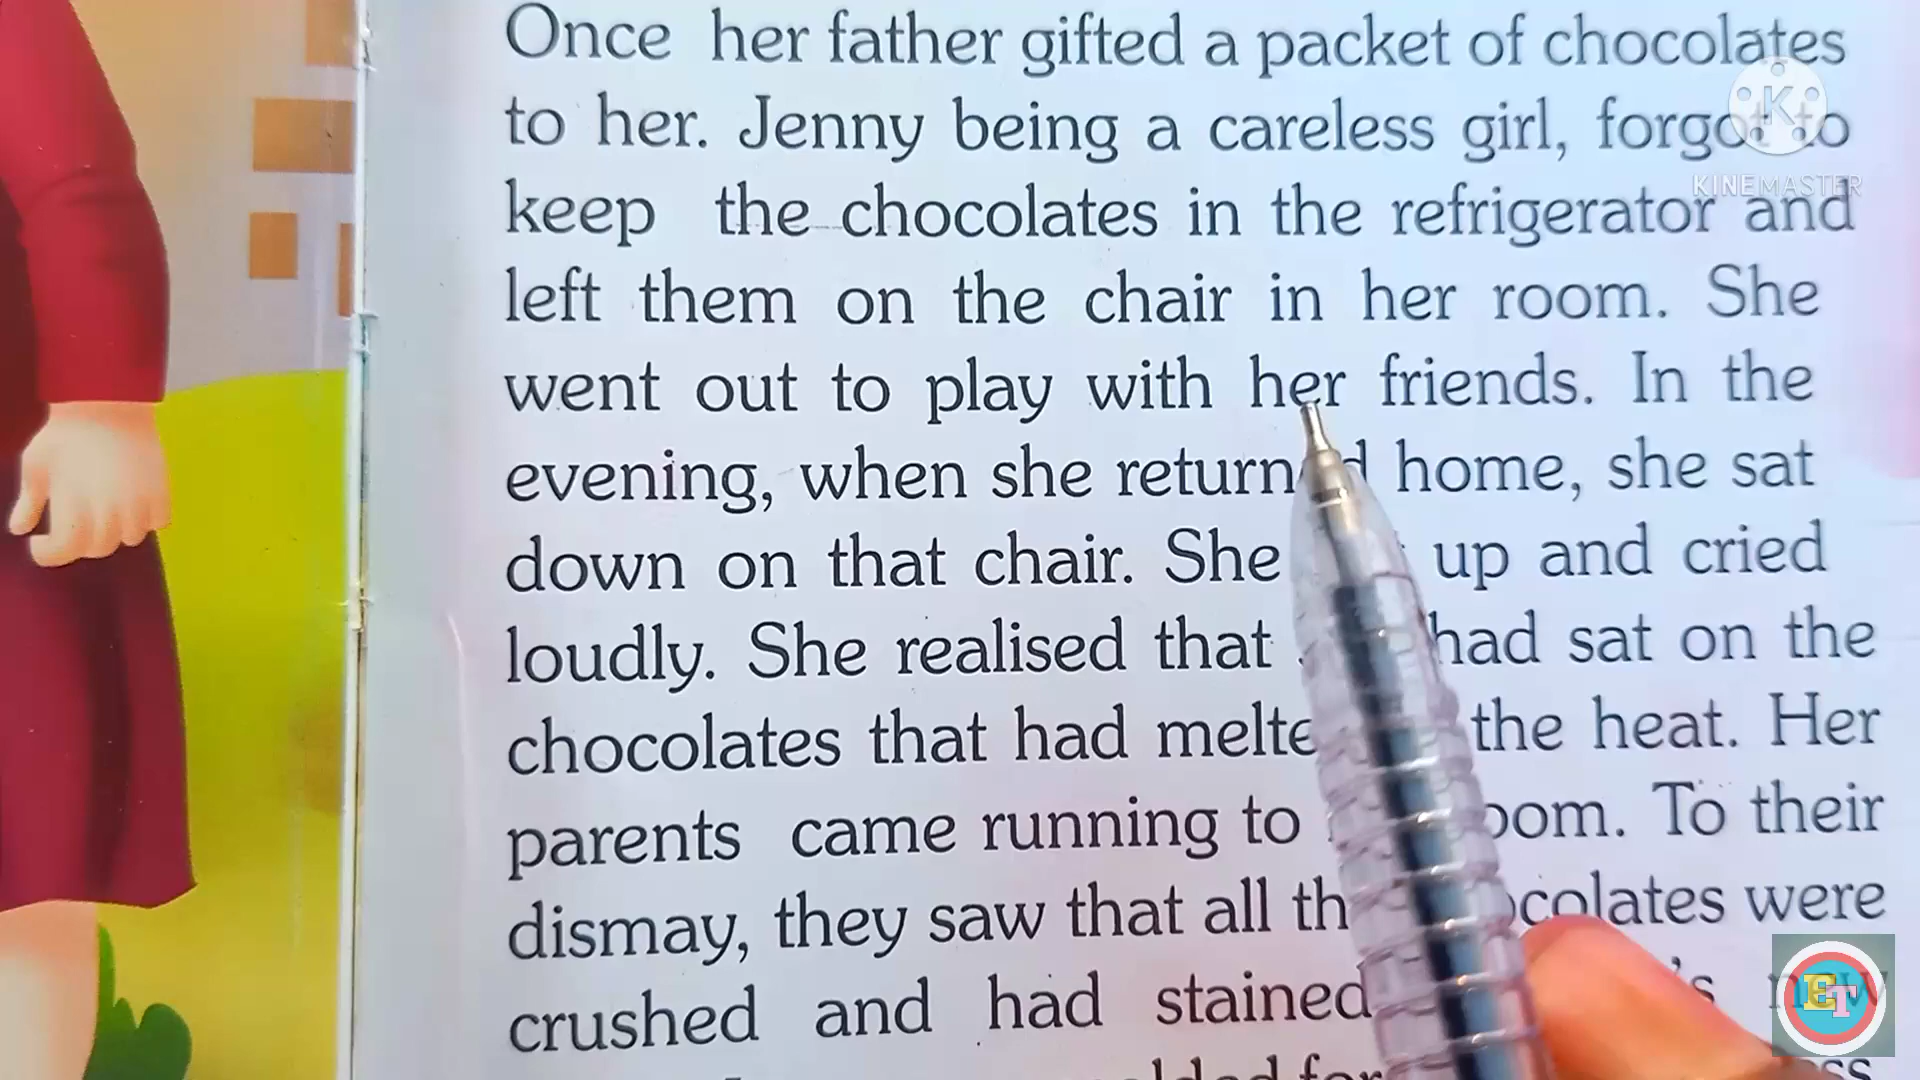 Once her father gifted a packet of chocolates
to her. Jenny being a careless girl, forgot to
keep the chocolates in the refrigerator and
left them on the chair in her room. She
went out to play with her friends. In the
evening, when she returned home, she sat
down on that chair. She up and cried
loudly. She realised that had sat on the
chocolates that had the heat. Her
parents came running to To their
dismay, they saw that all were
crushed and had stained new
KINEMASTER
ET